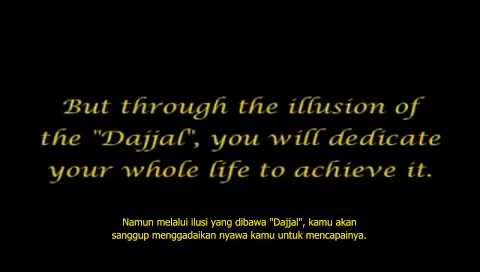 But through the illusion of
the "Dajjal", you will dedicate
your whole life to achieve it.
Namun melalui ilusi yang dibawa "Dajjal", kamu akan
sanggup menggadaikan nyawa kamu untuk mencapainya.